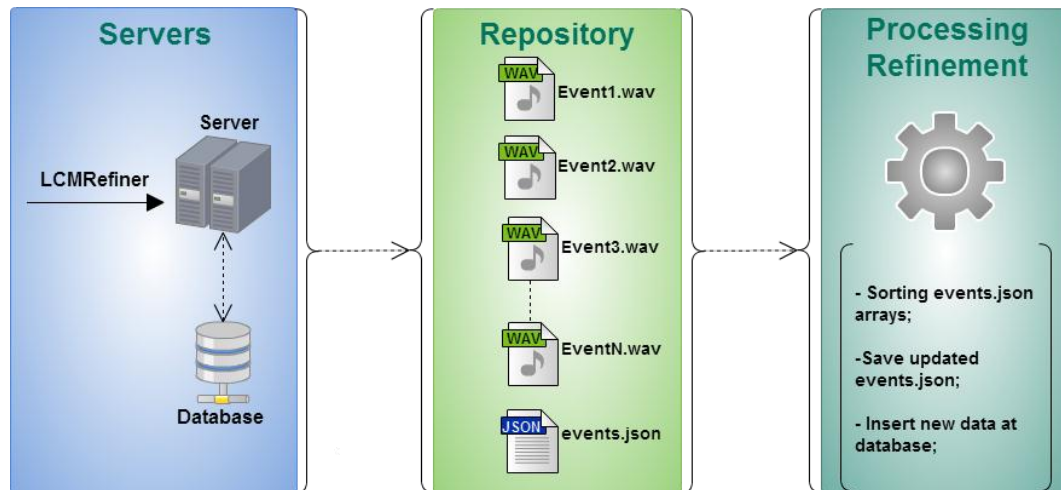 Servers
Server
LCMRefiner
Database
Repository
WAV
Event1.wav
WAV
Event2.wav
WAV
Event3.wav
WAV
EventN.wav
JSON
events.json
Processing
Refinement
- Sorting events.json
arrays;
-Save updated
events.json;
- Insert new data at
database;